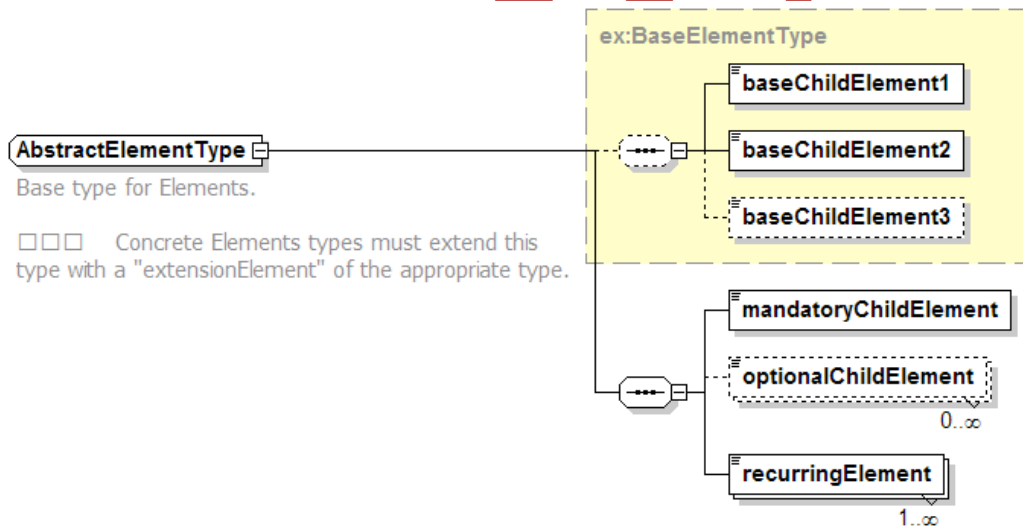 ex:BaseElementType
baseChildElement1
AbstractElementType
baseChildElement2
Base type for Elements.
baseChildElement3
□□□ Concrete Elements types must extend this
type with a "extensionElement" of the appropriate type.
mandatoryChildElement
optionalChildElement
0..∞
recurringElement
1..∞